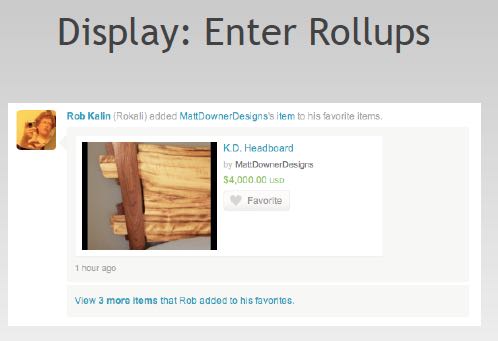 Display: Enter Rollups
Rob Kalin (Rokali) added MattDownerDesigns's item to his favorite items.
K.D. Headboard
by MattDownerDesigns
$4,000.00 USD
Favorite
1 hour ago
View 3 more items that Rob added to his favorites.